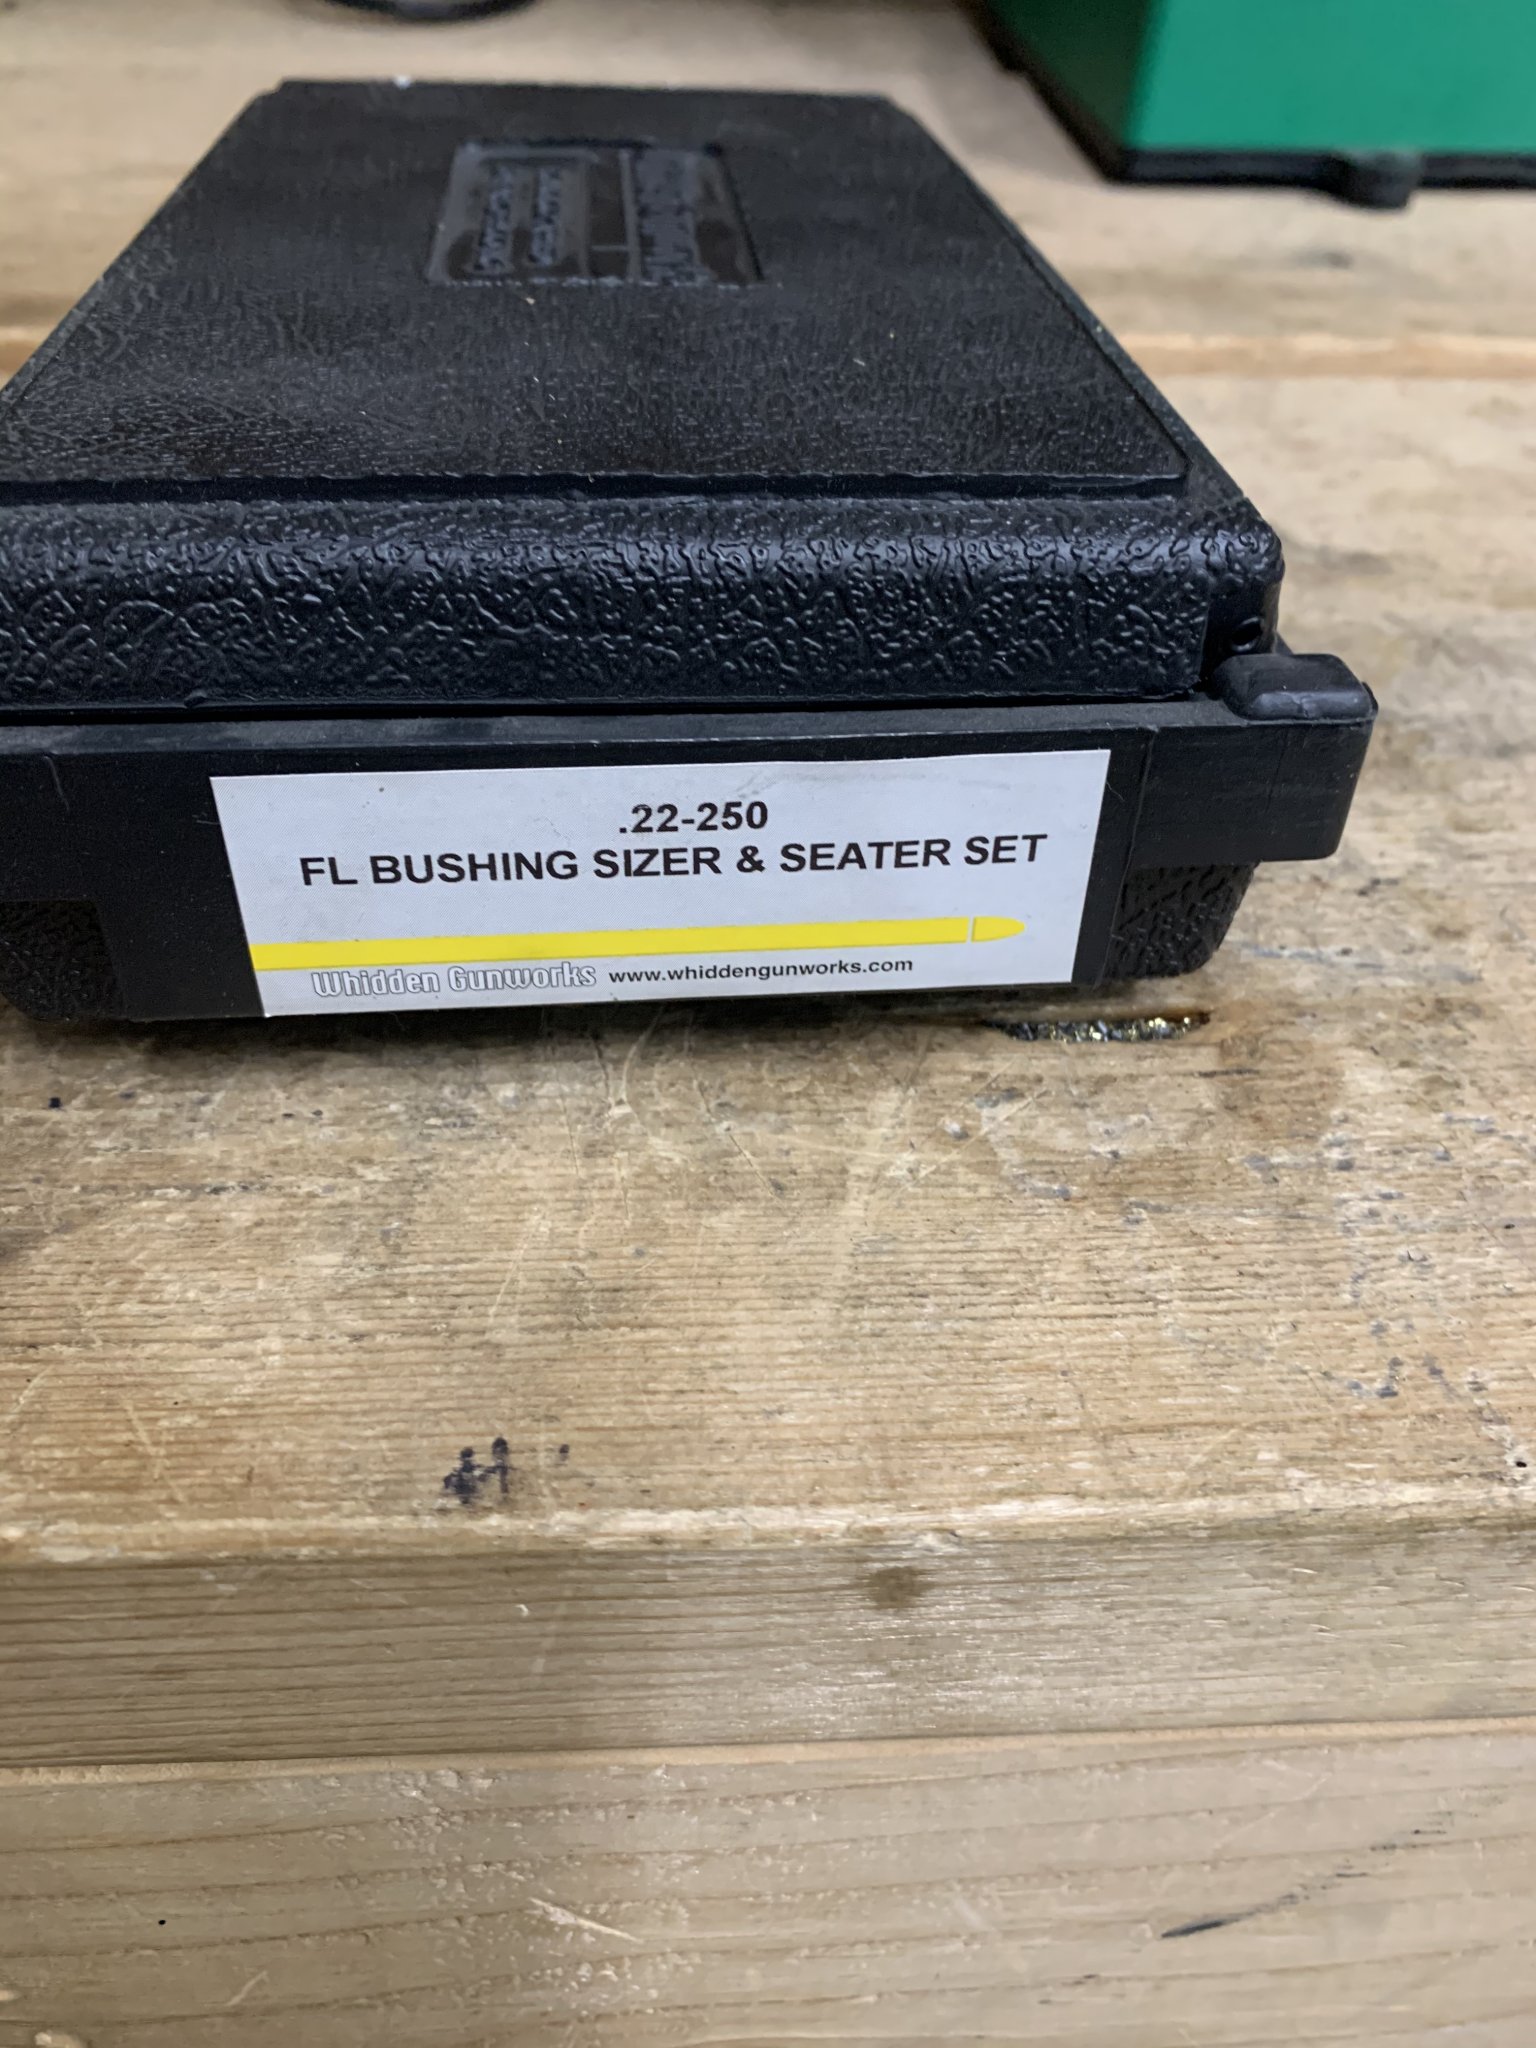 .22-250
FL BUSHING SIZER & SEATER SET
Whidden Gunworks www.whiddengunworks.com